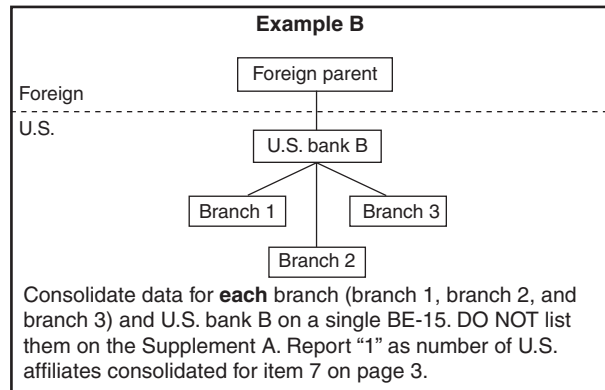 Example B
Foreign parent
Foreign
U.S.
U.S. bank B
Branch 1
Branch 3
Branch 2
Consolidate data for each branch (branch 1, branch 2, and
branch 3) and U.S. bank B on a single BE-15. DO NOT list
them on the Supplement A. Report “1” as number of U.S.
affiliates consolidated for item 7 on page 3.